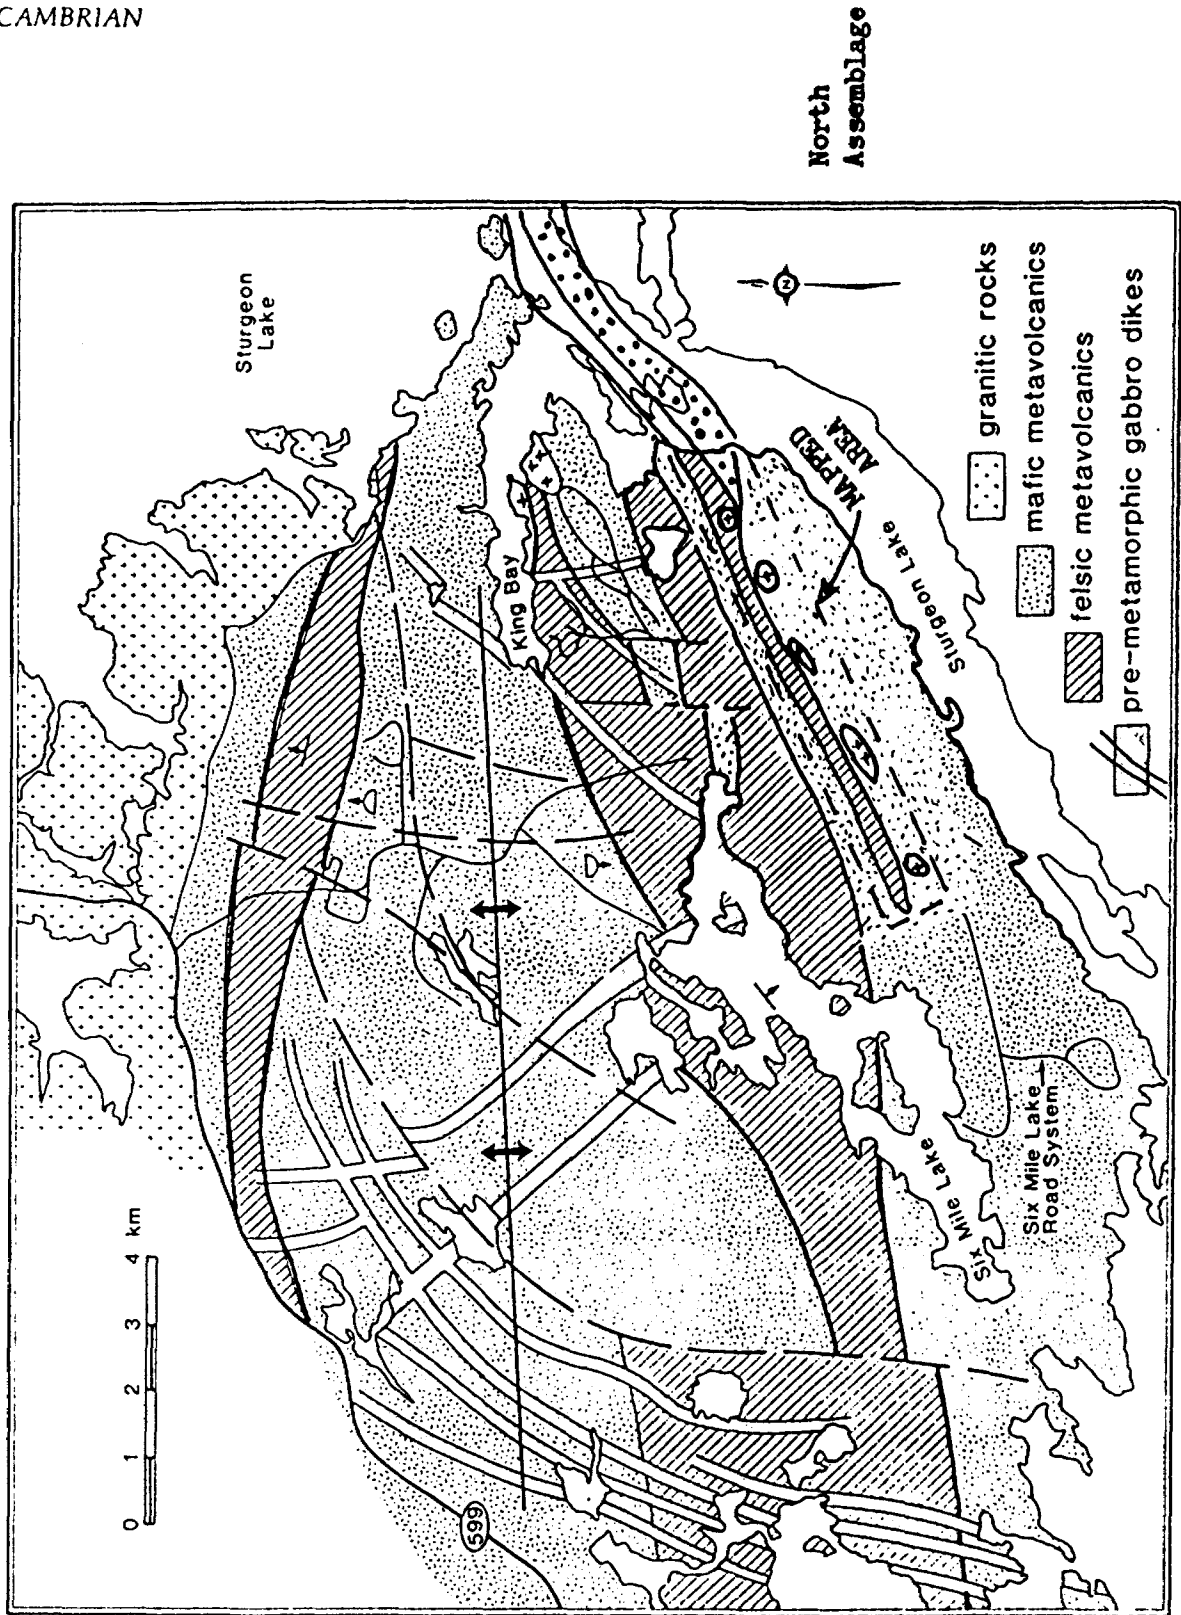 CAMBRIAN
North
Assemblage
Sturgeon
Lake
King Bay
MAPPED
AREA
N
Sturgeon Lake
granitic rocks
mafic metavolcanics
felsic metavolcanics
pre-metamorphic gabbro dikes
Six Mile Lake
Six Mile Lake
Road System
0 1 2 3 4 km
599